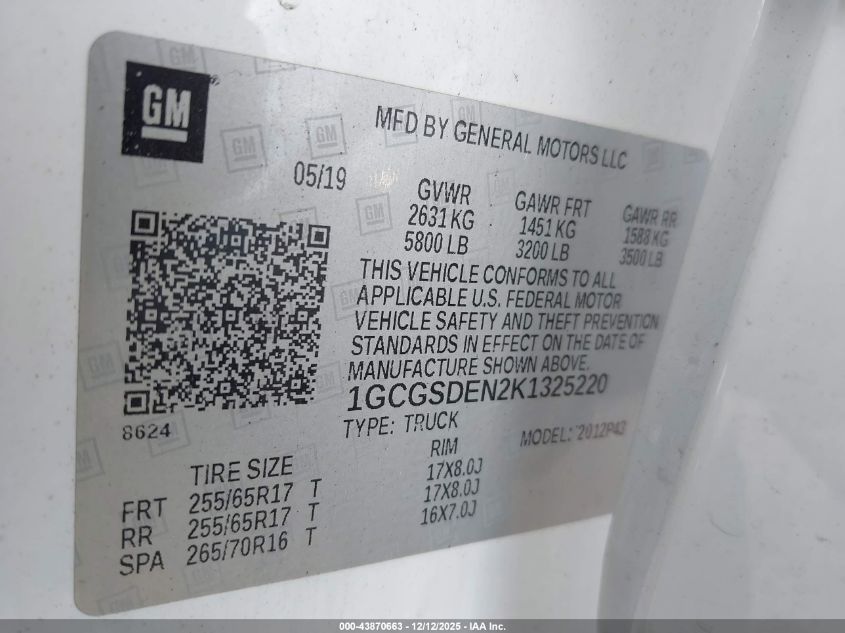 GM
MFD BY GENERAL MOTORS LLC
05/19
GVWR GAWR FRT GAWR RR
2631 KG 1451 KG 1588 KG
5800 LB 3200 LB 3500 LB
THIS VEHICLE CONFORMS TO ALL
APPLICABLE U.S. FEDERAL MOTOR
VEHICLE SAFETY AND THEFT PREVENTION
STANDARDS IN EFFECT ON THE DATE OF
MANUFACTURE SHOWN ABOVE.
1GCGSDEN2K1325220
8624
TYPE: TRUCK MODEL: 2012P43
TIRE SIZE RIM
FRT 255/65R17 T 17X8.0J
RR 255/65R17 T 17X8.0J
SPA 265/70R16 T 16X7.0J
000-43870663 - 12/12/2025 - IAA Inc.